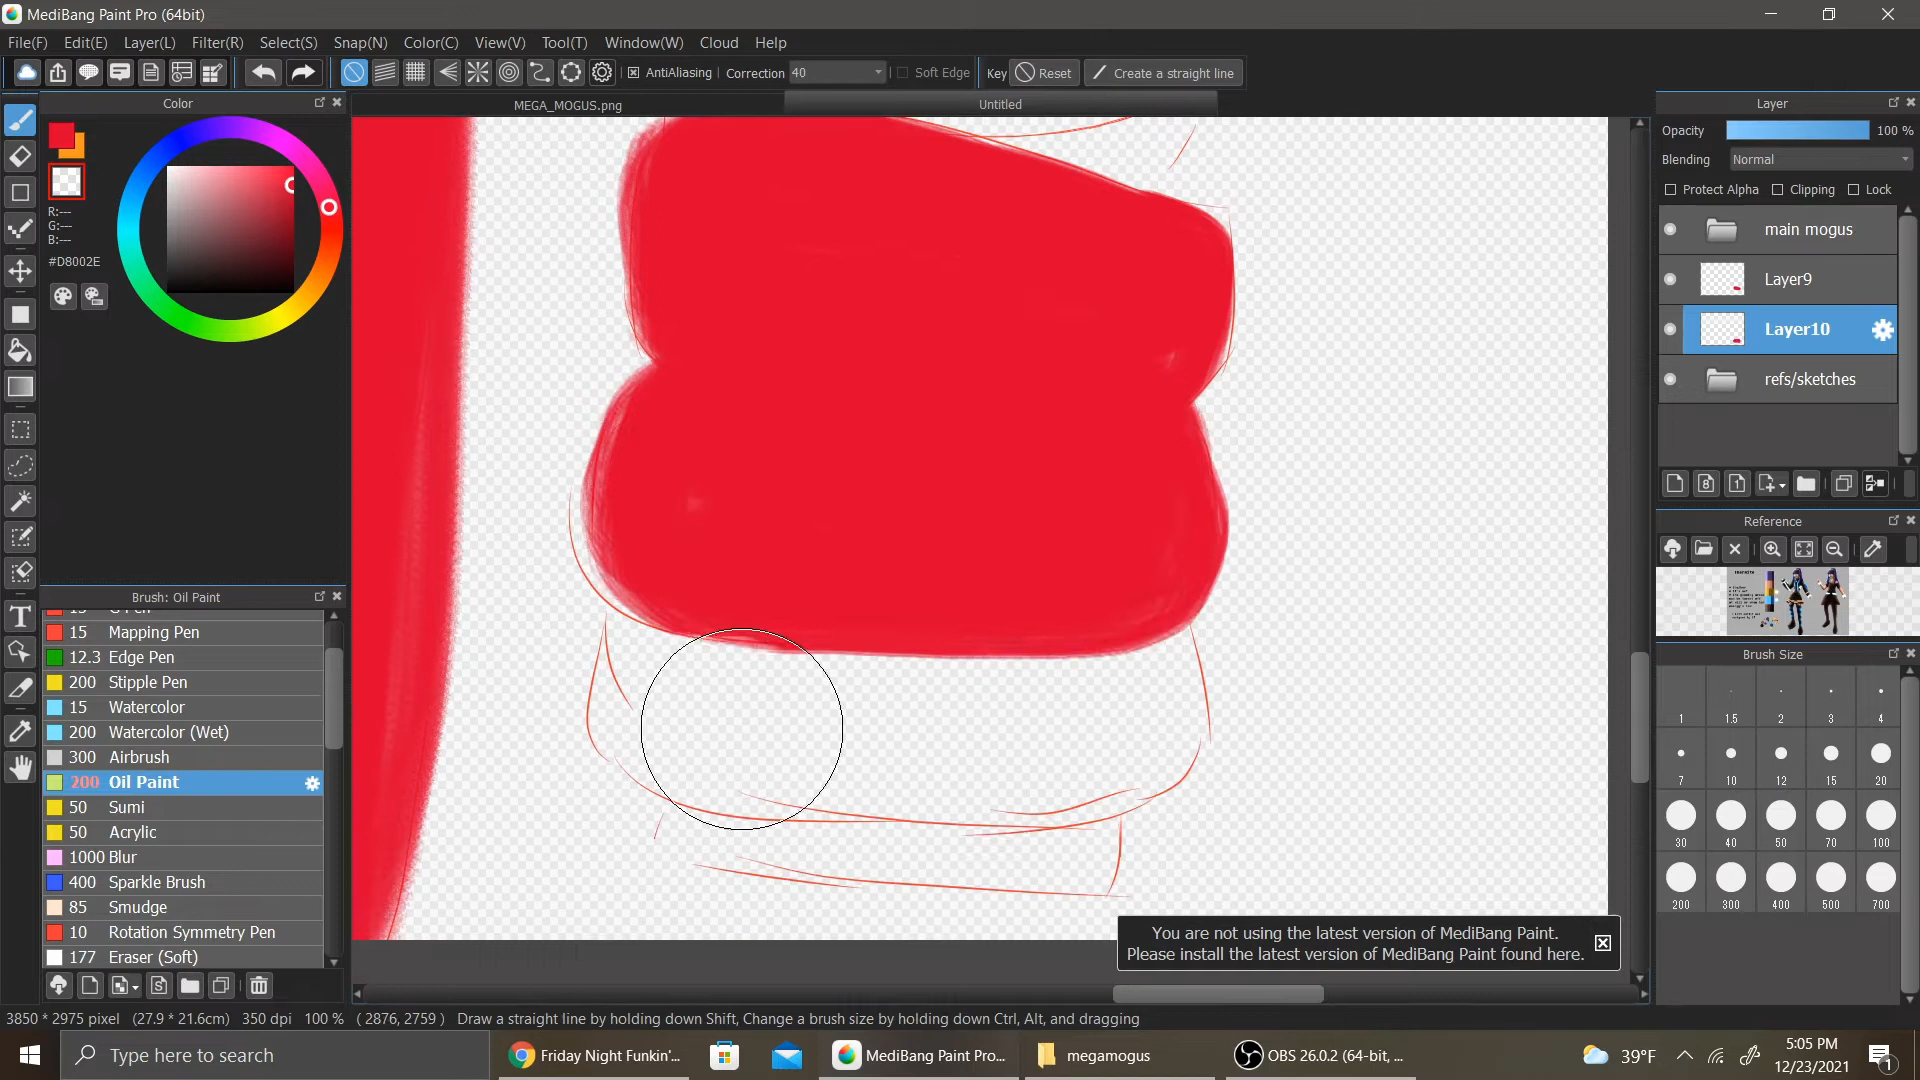 MediBang Paint Pro (64bit)
File(F) Edit(E) Layer(L) Filter(R) Select(S) Snap(N) Color(C) View(V) Tool(T) Window(W) Cloud Help
AntiAliasing Correction 40 Soft Edge Key Reset Create a straight line
Color
MEGA_MOGUS.png
Untitled
Layer
Opacity 100 %
Blending Normal
Protect Alpha Clipping Lock
R:---
G:---
B:---
#D8002E
main mogus
Layer9
Layer10
refs/sketches
8
1
Reference
Brush: Oil Paint
15 G Pen
15 Mapping Pen
12.3 Edge Pen
200 Stipple Pen
15 Watercolor
200 Watercolor (Wet)
300 Airbrush
200 Oil Paint
50 Sumi
50 Acrylic
1000 Blur
400 Sparkle Brush
85 Smudge
10 Rotation Symmetry Pen
177 Eraser (Soft)
Brush Size
1 1.5 2 3 4
7 10 12 15 20
30 40 50 70 100
200 300 400 500 700
You are not using the latest version of MediBang Paint.
Please install the latest version of MediBang Paint found here.
3850 * 2975 pixel (27.9 * 21.6cm) 350 dpi 100 % ( 2876, 2759 ) Draw a straight line by holding down Shift, Change a brush size by holding down Ctrl, Alt, and dragging
Type here to search
Friday Night Funkin'...
MediBang Paint Pro...
megamogus
OBS 26.0.2 (64-bit, ...
39°F
5:05 PM
12/23/2021
1